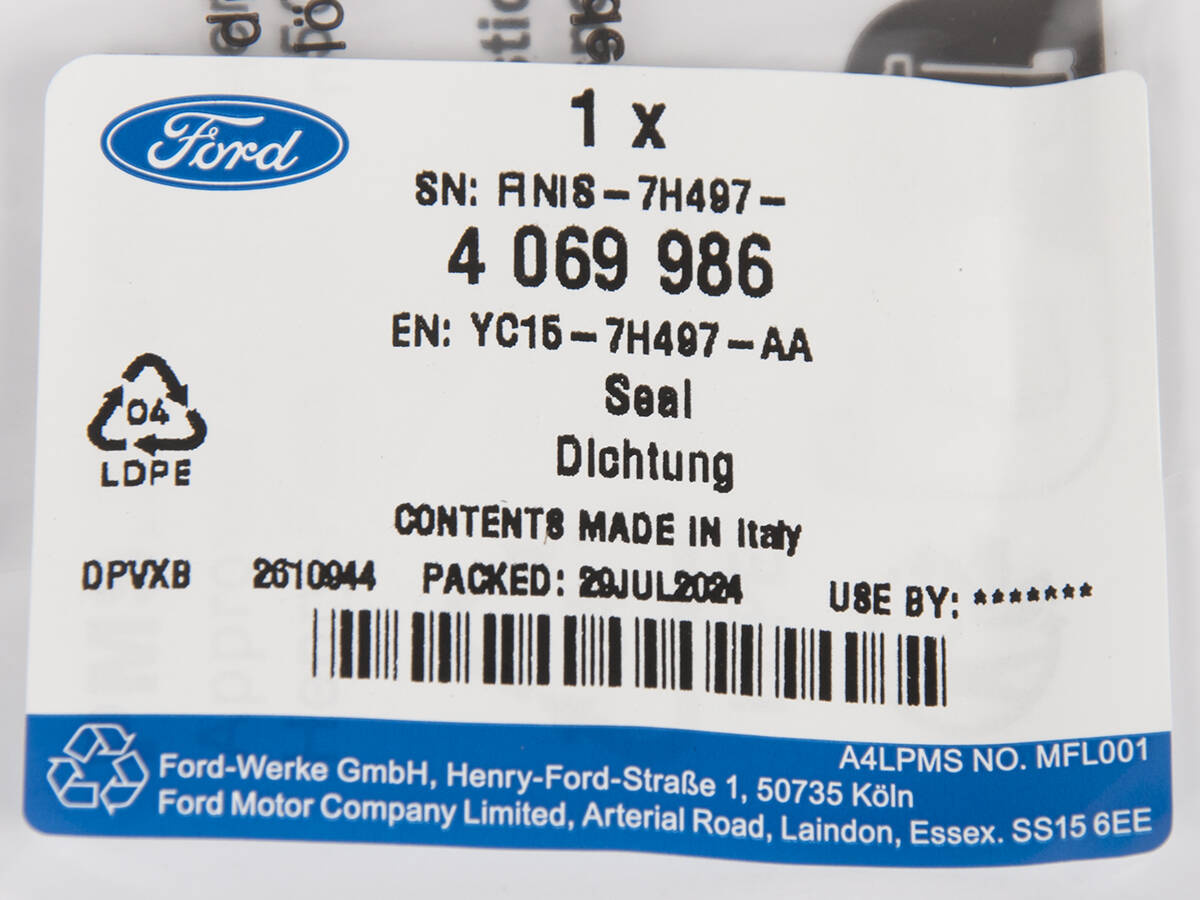 Ford
1 x
SN: FINIS-7H497-
4 069 986
EN: YC15-7H497-AA
Seal
Dichtung
04
LDPE
CONTENTS MADE IN Italy
DPVXB 2610944 PACKED: 29JUL2024 USE BY: *******
A4LPMS NO. MFL001
Ford-Werke GmbH, Henry-Ford-Straße 1, 50735 Köln
Ford Motor Company Limited, Arterial Road, Laindon, Essex. SS15 6EE